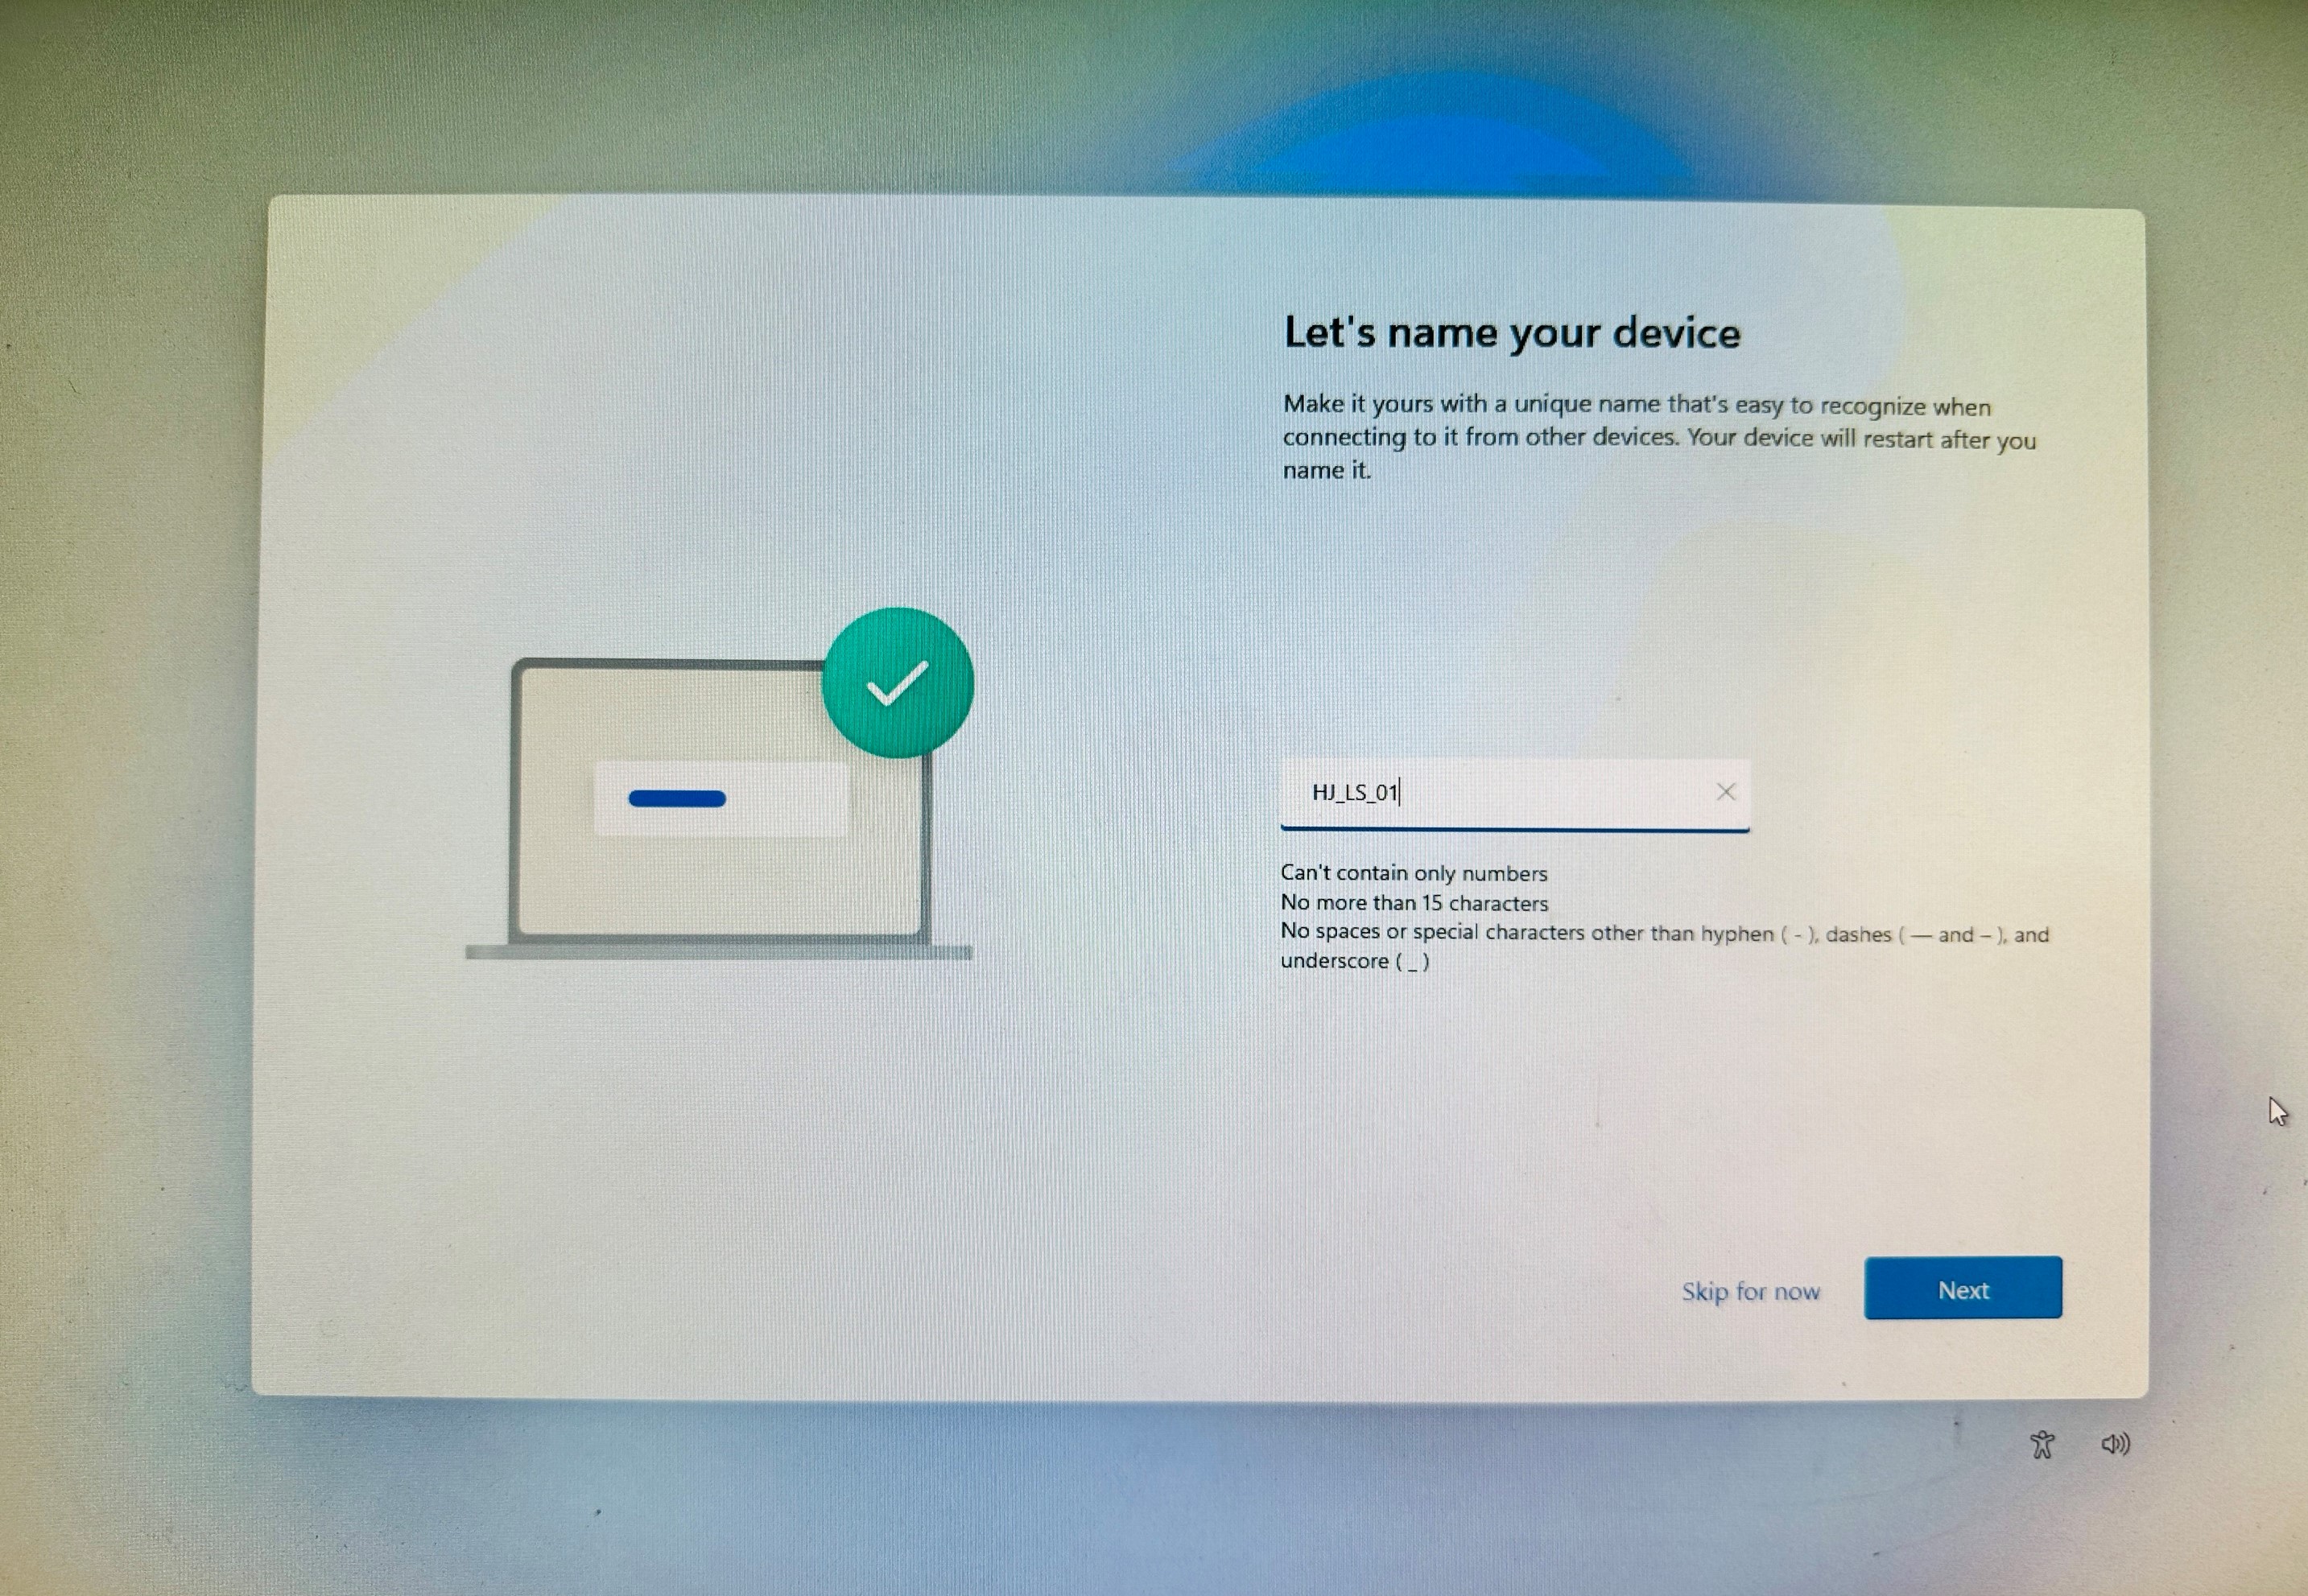 Let's name your device
Make it yours with a unique name that's easy to recognize when
connecting to it from other devices. Your device will restart after you
name it.
HJ_LS_01
Can't contain only numbers
No more than 15 characters
No spaces or special characters other than hyphen ( - ), dashes ( — and – ), and
underscore ( _ )
Skip for now
Next